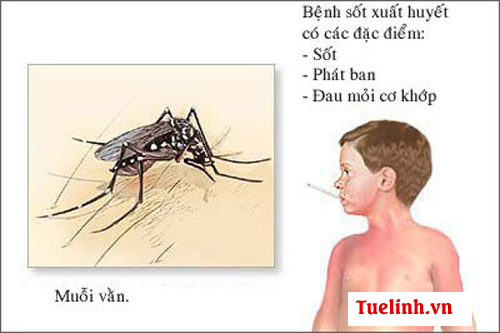 Bệnh sốt xuất huyết
có các đặc điểm:
- Sốt
- Phát ban
- Đau mỏi cơ khớp
Muỗi vằn.
Tuelinh.vn